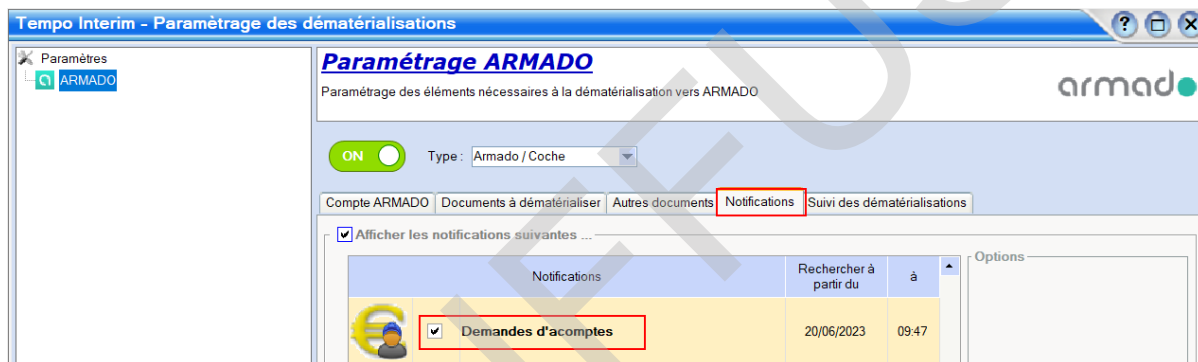 Tempo Interim - Paramètrage des dématérialisations
Paramètres
ARMADO
Paramétrage ARMADO
Paramétrage des éléments nécessaires à la dématérialisation vers ARMADO
armado
ON
Type : Armado / Coche
Compte ARMADO Documents à dématérialiser Autres documents Notifications Suivi des dématérialisations
Afficher les notifications suivantes ...
Options
Notifications Rechercher à partir du à
Demandes d'acomptes 20/06/2023 09:47